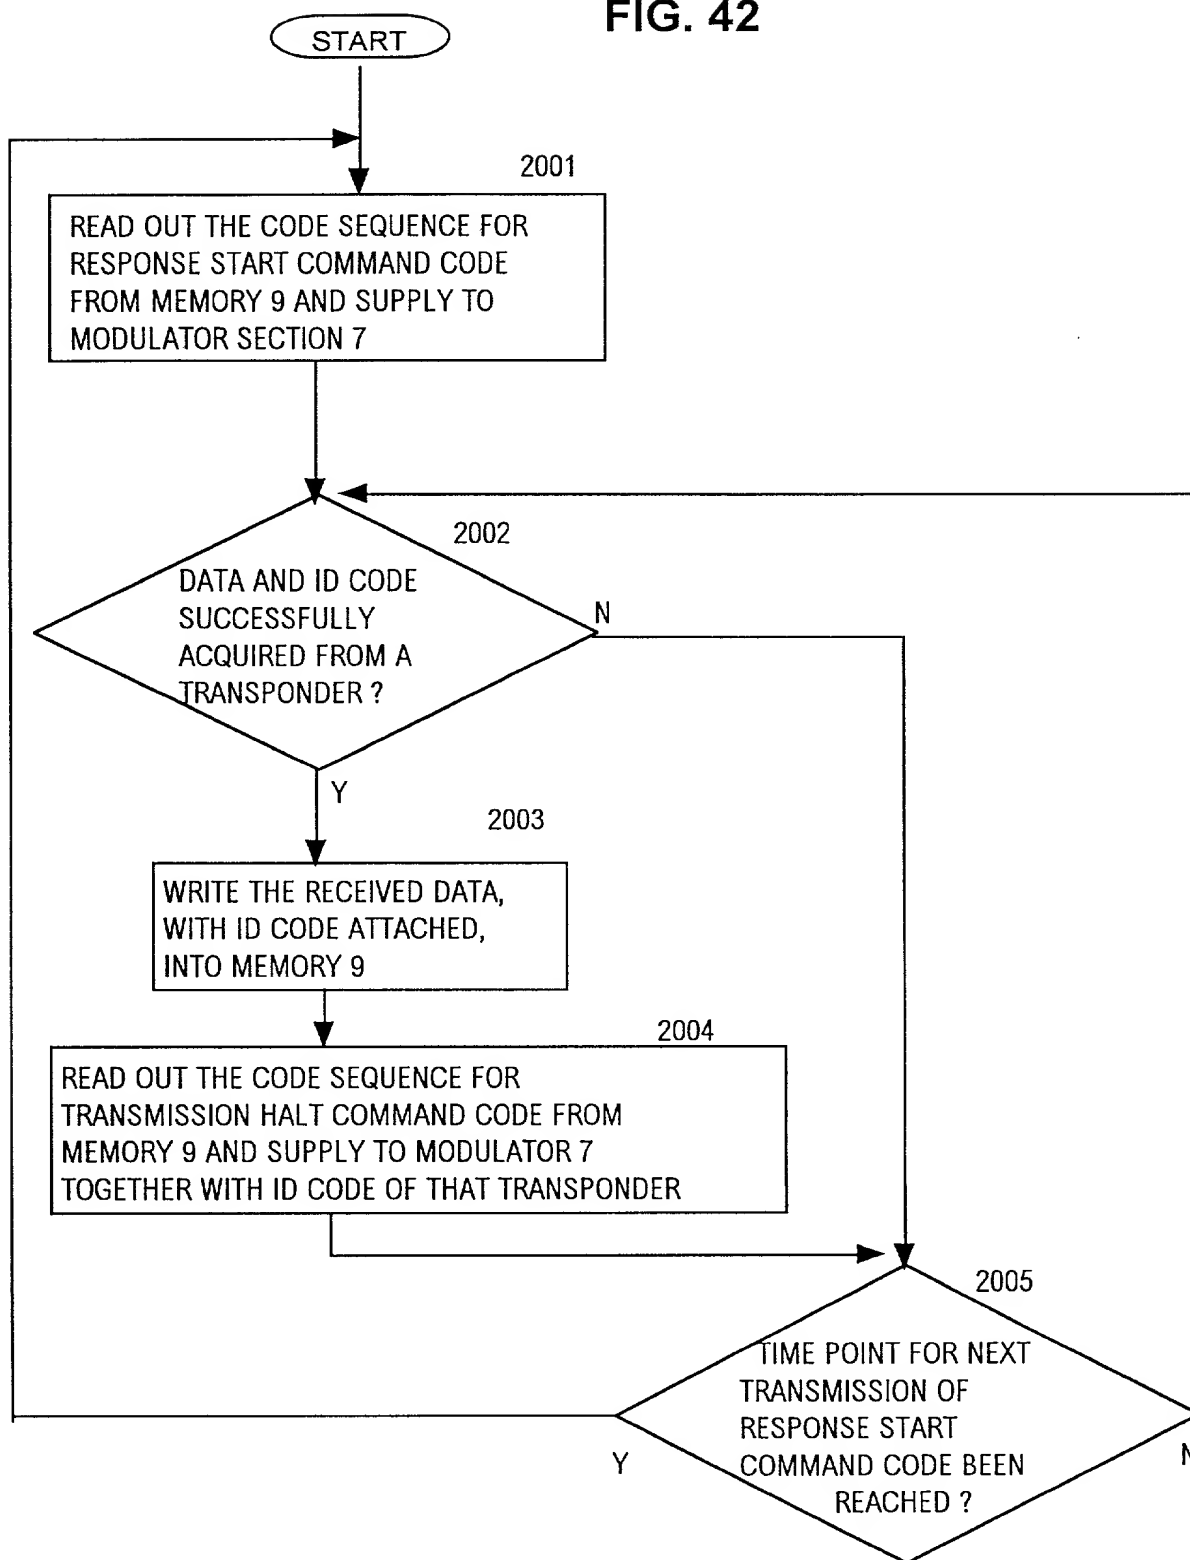 FIG. 42
START
2001
READ OUT THE CODE SEQUENCE FOR
RESPONSE START COMMAND CODE
FROM MEMORY 9 AND SUPPLY TO
MODULATOR SECTION 7
2002
DATA AND ID CODE
SUCCESSFULLY
ACQUIRED FROM A
TRANSPONDER ?
N
Y
2003
WRITE THE RECEIVED DATA,
WITH ID CODE ATTACHED,
INTO MEMORY 9
2004
READ OUT THE CODE SEQUENCE FOR
TRANSMISSION HALT COMMAND CODE FROM
MEMORY 9 AND SUPPLY TO MODULATOR 7
TOGETHER WITH ID CODE OF THAT TRANSPONDER
2005
TIME POINT FOR NEXT
TRANSMISSION OF
RESPONSE START
COMMAND CODE BEEN
REACHED ?
Y
N